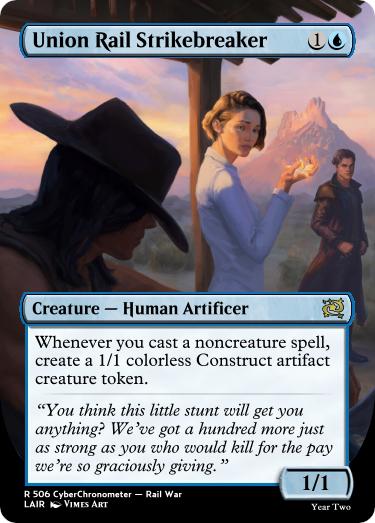 Union Rail Strikebreaker 1
Creature — Human Artificer
Whenever you cast a noncreature spell,
create a 1/1 colorless Construct artifact
creature token.
“You think this little stunt will get you
anything? We’ve got a hundred more just
as strong as you who would kill for the pay
we’re so graciously giving.”
1/1
R 506 CyberChronometer — Rail War
LAIR Vimes Art
Year Two